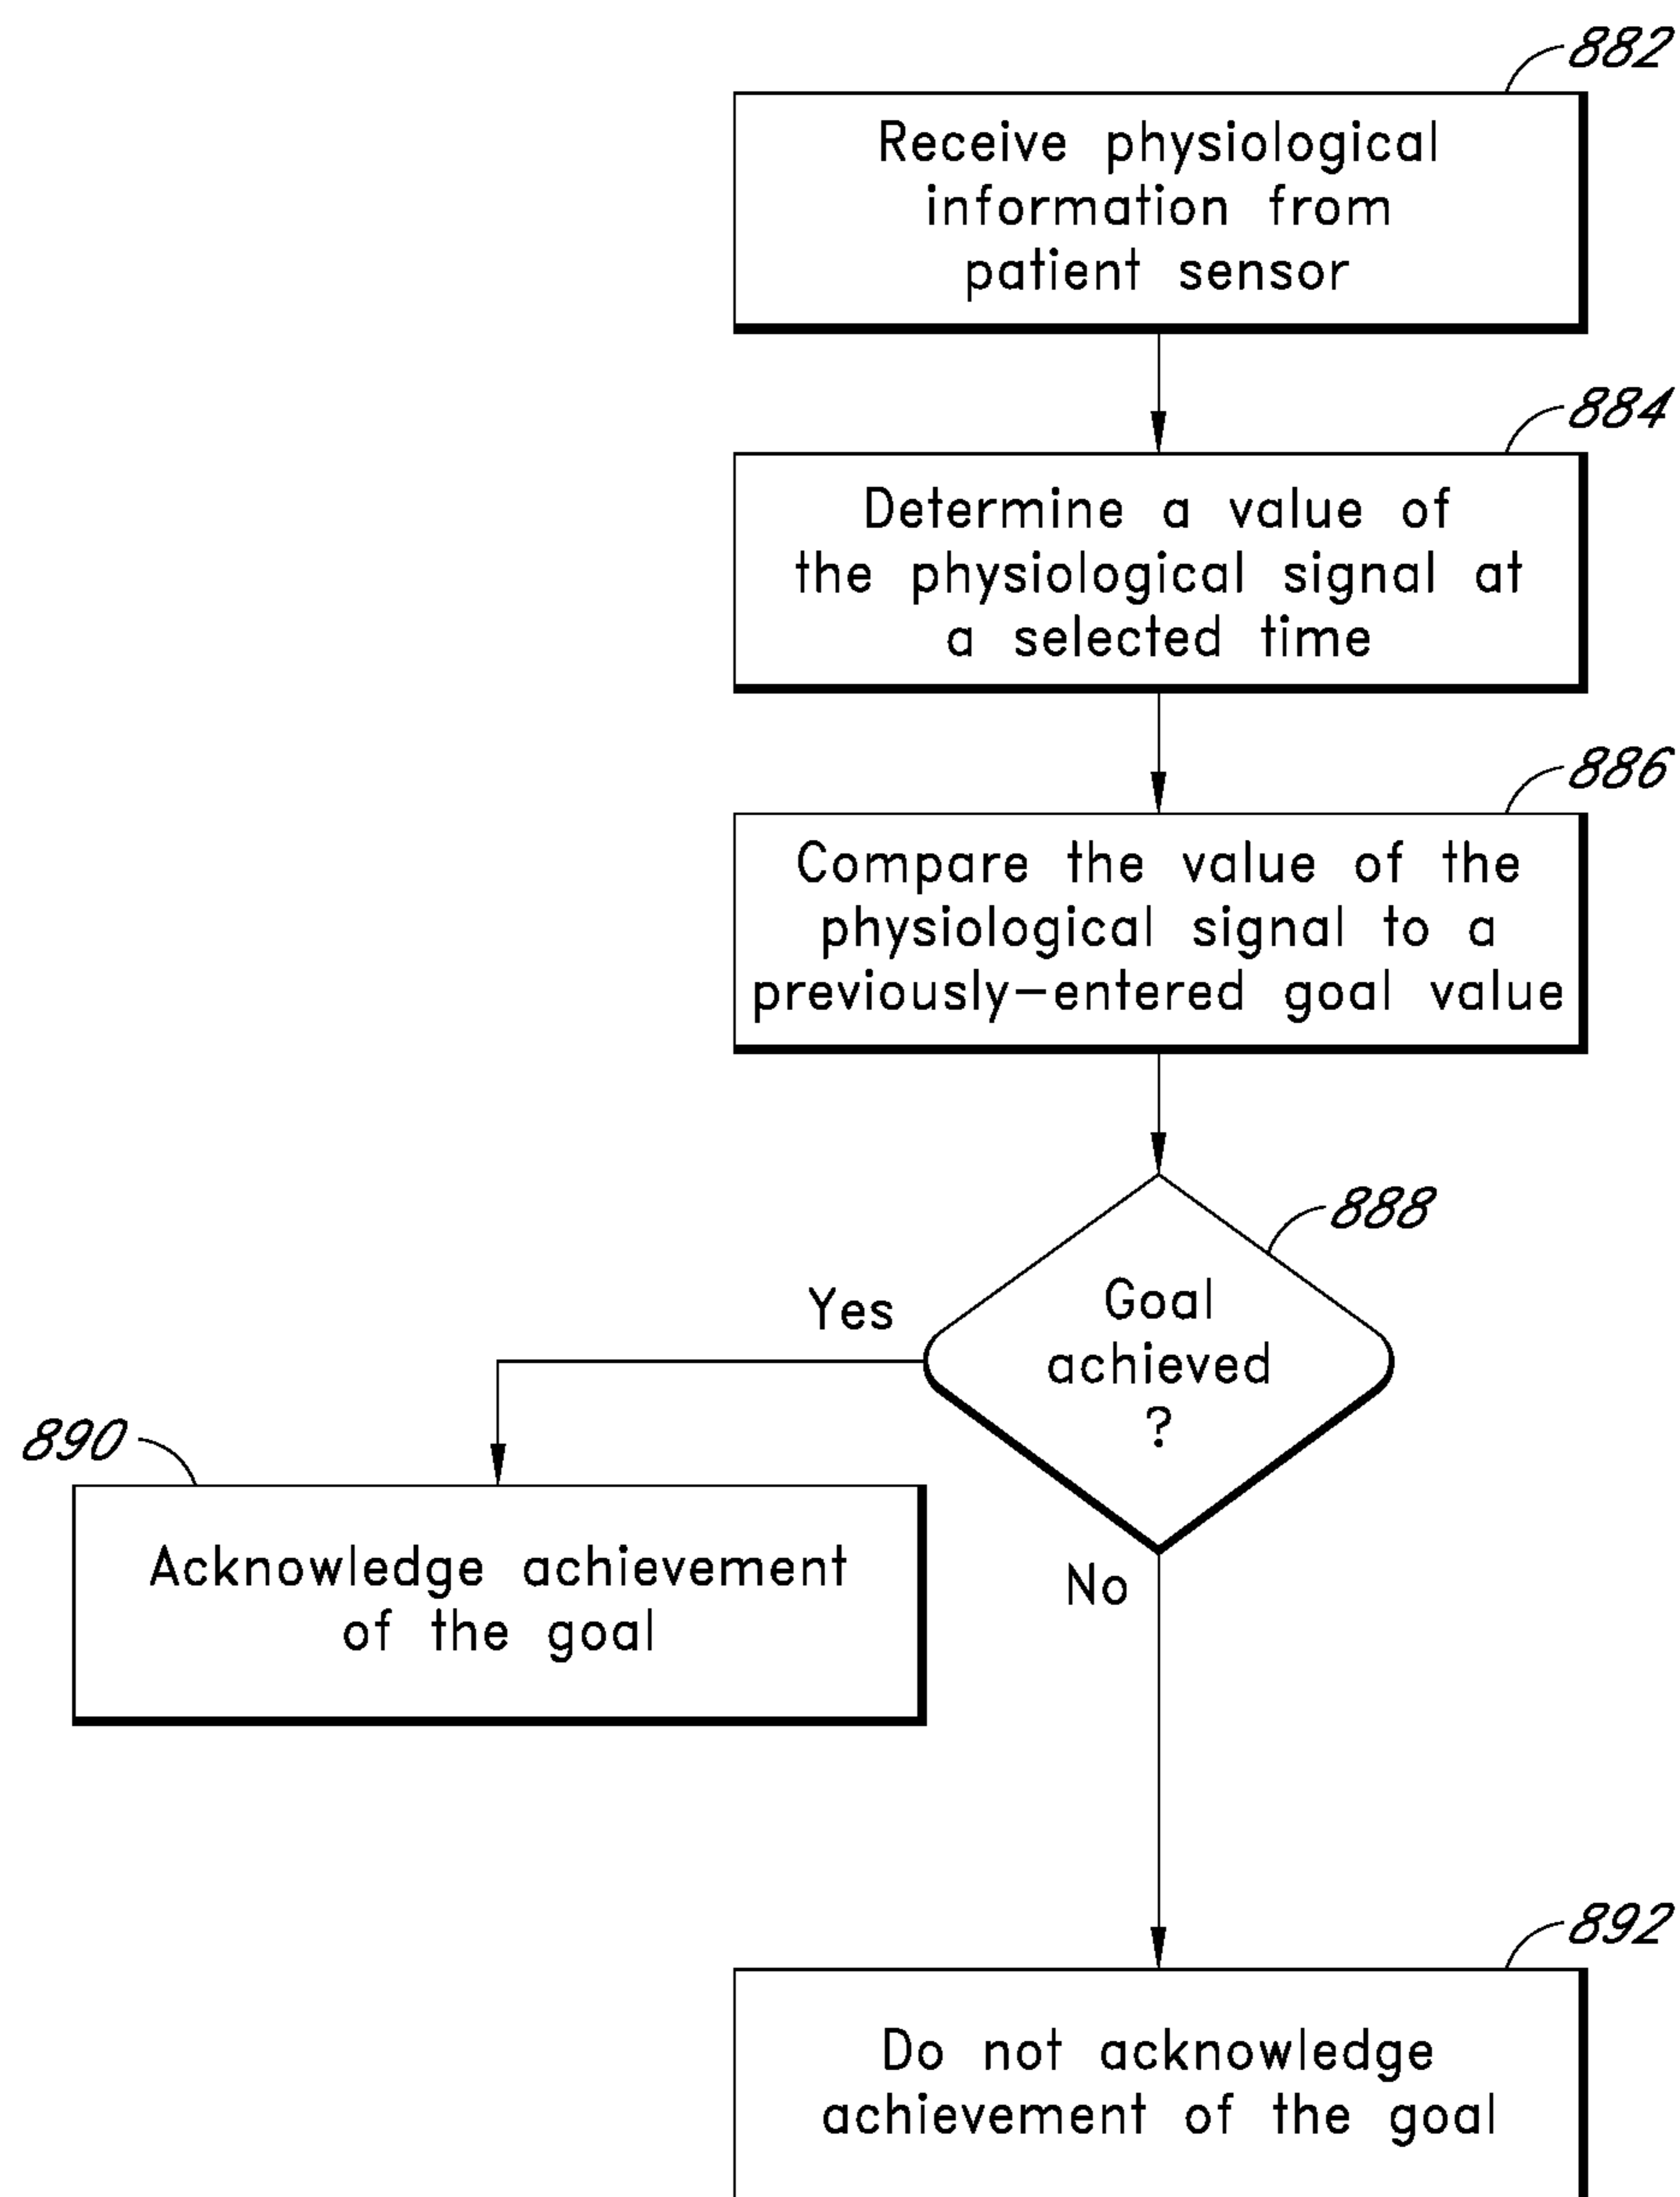 882
Receive physiological
information from
patient sensor
884
Determine a value of
the physiological signal at
a selected time
886
Compare the value of the
physiological signal to a
previously-entered goal value
888
Goal
achieved
?
Yes
890
Acknowledge achievement
of the goal
No
892
Do not acknowledge
achievement of the goal